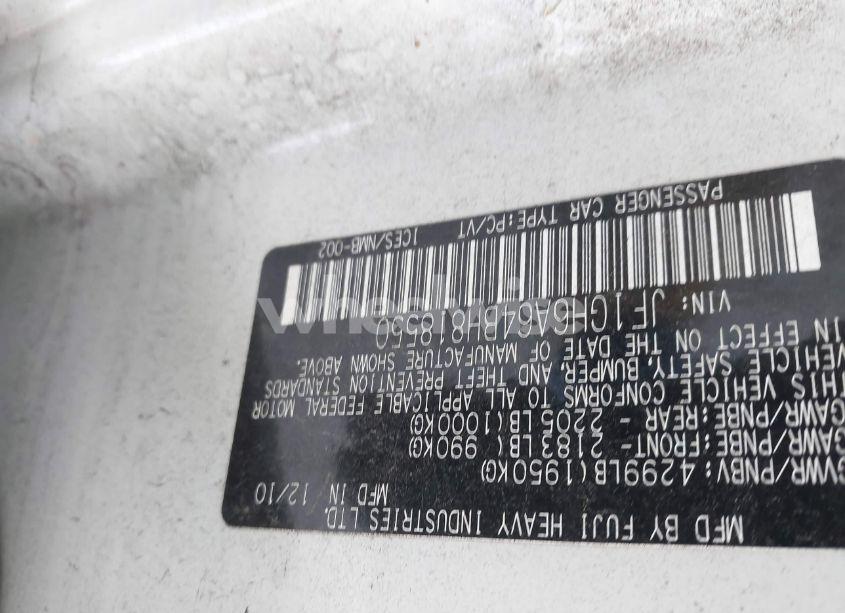 MFD BY FUJI HEAVY INDUSTRIES LTD.
MFD IN 12/10
GVWR/PNBV: 4299LB(1950KG)
GAWR/PNBE:FRONT- 2183LB( 990KG)
GAWR/PNBE:REAR- 2205LB(1000KG)
THIS VEHICLE CONFORMS TO ALL APPLICABLE FEDERAL MOTOR
VEHICLE SAFETY, BUMPER, AND THEFT PREVENTION STANDARDS
IN EFFECT ON THE DATE OF MANUFACTURE SHOWN ABOVE.
VIN:
PASSENGER CAR TYPE:PC/VT ICES/NMB-002